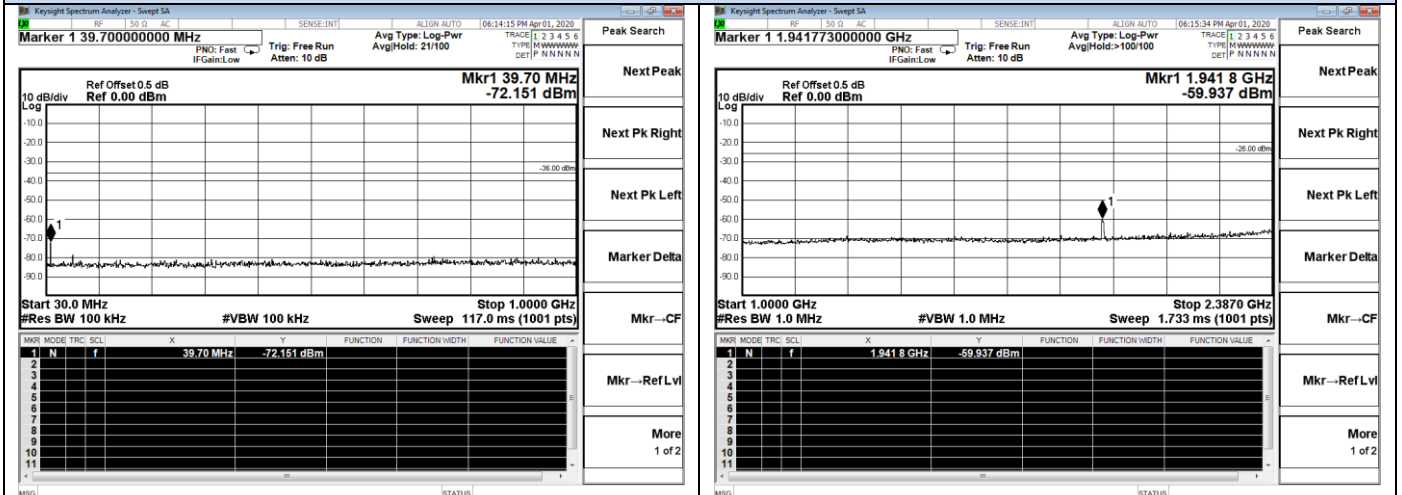 Keysight Spectrum Analyzer - Swept SA
RF 50 Ω AC SENSE:INT ALIGN AUTO 06:14:15 PM Apr 01, 2020
Marker 1 39.700000000 MHz
Avg Type: Log-Pwr
TRACE 1 2 3 4 5 6
PNO: Fast Trig: Free Run Avg|Hold: 21/100 TYPE M WWWWW
IFGain:Low Atten: 10 dB DET P N N N N N
Peak Search
Ref Offset 0.5 dB
Mkr1 39.70 MHz
10 dB/div Ref 0.00 dBm
-72.151 dBm
Log
-10.0
-20.0
-30.0
-36.00 dBm
-40.0
-50.0
-60.0
1
-70.0
-80.0
-90.0
Start 30.0 MHz Stop 1.0000 GHz
#Res BW 100 kHz #VBW 100 kHz Sweep 117.0 ms (1001 pts)
MKR MODE TRC SCL X Y FUNCTION FUNCTION WIDTH FUNCTION VALUE
1 N f 39.70 MHz -72.151 dBm
2
3
4
5
6
7
8
9
10
11
MSG STATUS
Next Peak
Next Pk Right
Next Pk Left
Marker Delta
Mkr→CF
Mkr→Ref Lvl
More
1 of 2
Keysight Spectrum Analyzer - Swept SA
RF 50 Ω AC SENSE:INT ALIGN AUTO 06:15:34 PM Apr 01, 2020
Marker 1 1.941773000000 GHz
Avg Type: Log-Pwr
TRACE 1 2 3 4 5 6
PNO: Fast Trig: Free Run Avg|Hold:>100/100 TYPE M WWWWW
IFGain:Low Atten: 10 dB DET P N N N N N
Peak Search
Ref Offset 0.5 dB
Mkr1 1.941 8 GHz
10 dB/div Ref 0.00 dBm
-59.937 dBm
Log
-10.0
-20.0
-26.00 dBm
-30.0
-40.0
-50.0
1
-60.0
-70.0
-80.0
-90.0
Start 1.0000 GHz Stop 2.3870 GHz
#Res BW 1.0 MHz #VBW 1.0 MHz Sweep 1.733 ms (1001 pts)
MKR MODE TRC SCL X Y FUNCTION FUNCTION WIDTH FUNCTION VALUE
1 N f 1.941 8 GHz -59.937 dBm
2
3
4
5
6
7
8
9
10
11
MSG STATUS
Next Peak
Next Pk Right
Next Pk Left
Marker Delta
Mkr→CF
Mkr→Ref Lvl
More
1 of 2